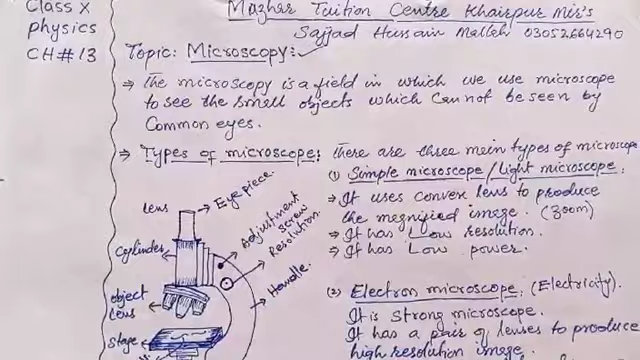 Class X
physics
CH# 13
Mazhar Tuition Centre Khairpur Mir's
Sajjad Hussain Malleh 03052664290
Topic: Microscopy:
→ The microscopy is a field in which we use microscope
to see the small objects which cannot be seen by
Common eyes.
→ Types of microscope: There are three main types of microscope
(1) Simple microscope / Light microscope:
→ It uses convex lens to produce
the magnified image. (Zoom)
→ It has Low resolution.
→ It has Low power.
(2) Electron microscope: (Electricity).
It is strong microscope.
It has a pair of lenses to produce
high resolution image.
Lens
Eye piece.
Adjustment
screw
Resolution.
Cylinder
Handle.
object
Lens
stage